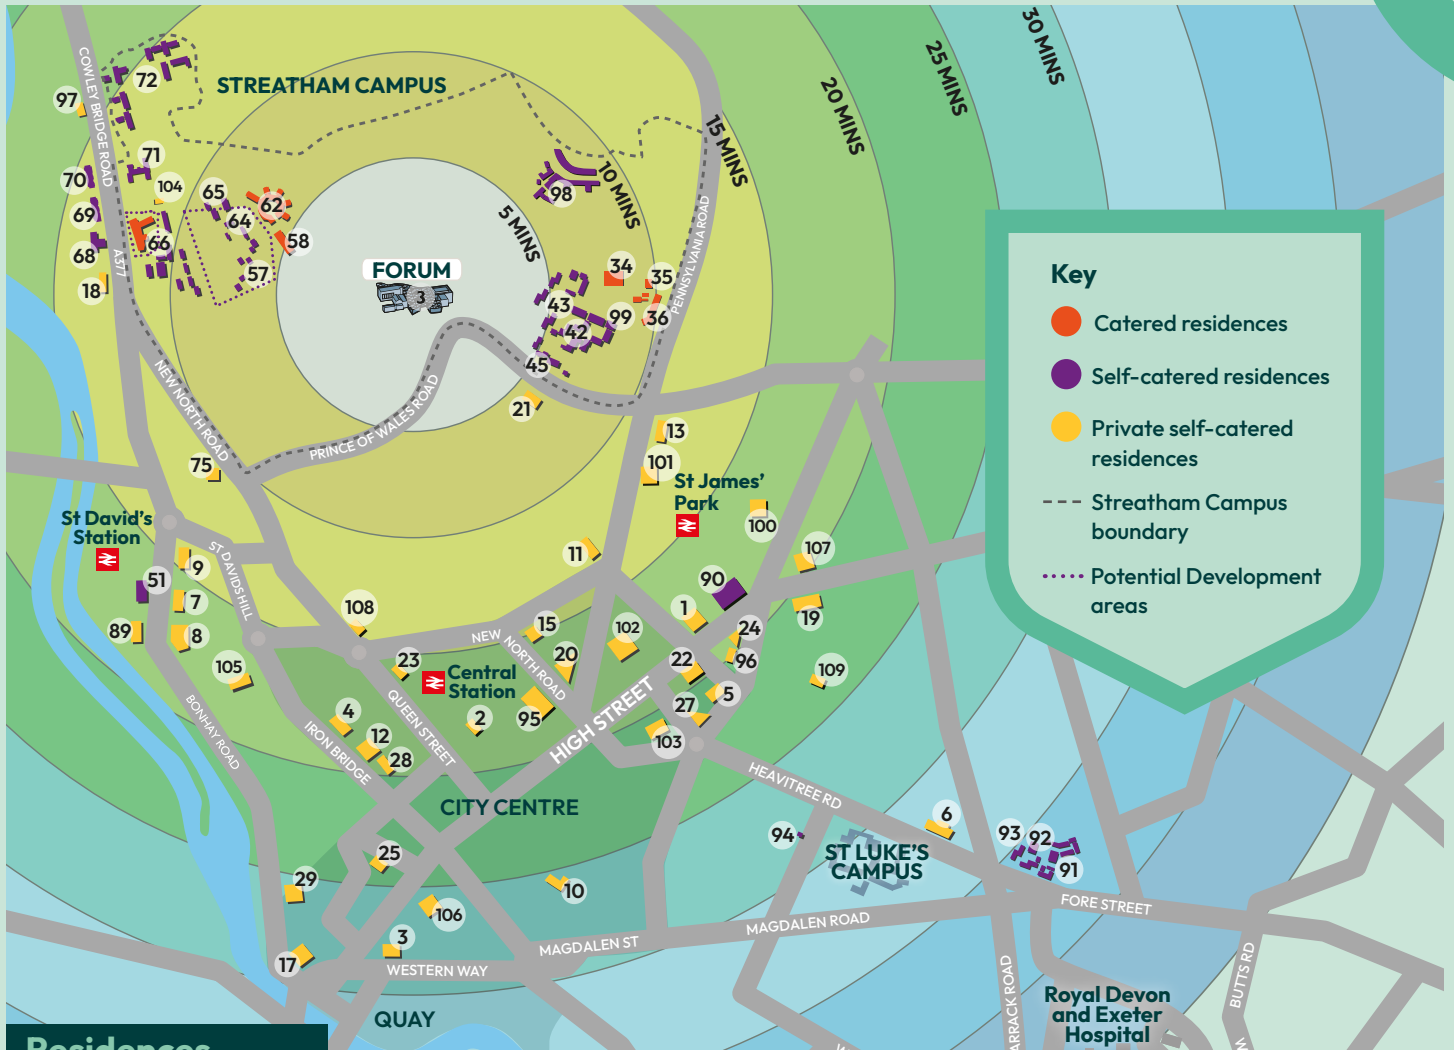 30 MINS
25 MINS
20 MINS
15 MINS
10 MINS
5 MINS
COWLEY BRIDGE ROAD
72
STREATHAM CAMPUS
97
71
70
104
65
62
98
69
64
58
66
68
A377
57
18
FORUM
3
34
35
43
99
36
42
45
PENNSYLVANIA ROAD
21
NEW NORTH ROAD
PRINCE OF WALES ROAD
75
13
101
St James'
Park
100
St David's
Station
ST DAVIDS HILL
9
11
107
51
7
90
89
8
108
1
19
105
NEW
NORTH ROAD
15
102
24
20
22
96
109
23
Central
Station
5
27
95
2
103
4
12
28
QUEEN STREET
IRON BRIDGE
BONHAY ROAD
HIGH STREET
CITY CENTRE
HEAVITREE RD
6
94
ST LUKE'S
CAMPUS
93
92
91
25
29
10
106
3
17
WESTERN WAY
MAGDALEN ST
MAGDALEN ROAD
FORE STREET
QUAY
ARRACK ROAD
BUTTS RD
W
W
Royal Devon
and Exeter
Hospital
Residences
Key
Catered residences
Self-catered residences
Private self-catered
residences
Streatham Campus
boundary
Potential Development
areas